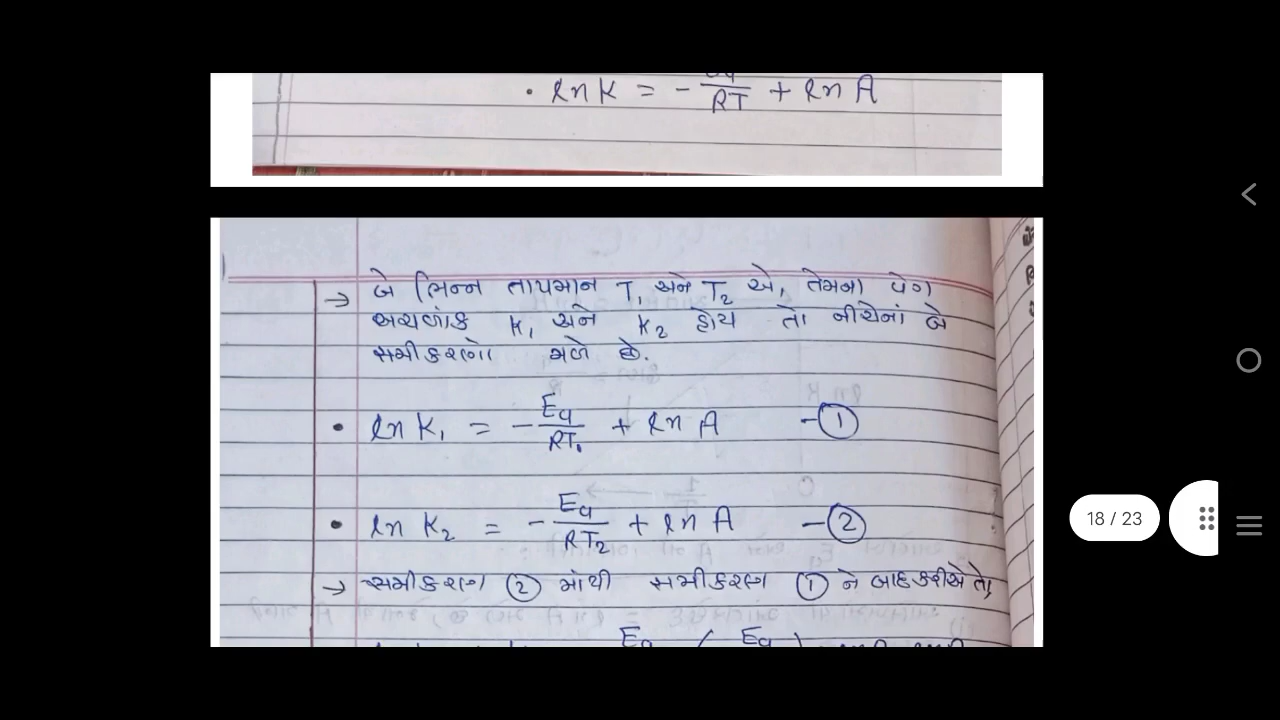 • ln K = - Ea/RT + ln A
→ બે ભિન્ન તાપમાન T₁ અને T₂ એ, તેમના વેગ
અચળાંક K₁ અને K₂ હોય તો નીચેનાં બે
સમીકરણો મળે છે.
• ln K₁ = - Ea/RT₁ + ln A – ①
• ln K₂ = - Ea/RT₂ + ln A – ②
→ સમીકરણ ② માંથી સમીકરણ ① ને બાદ કરીએ તો,
18 / 23